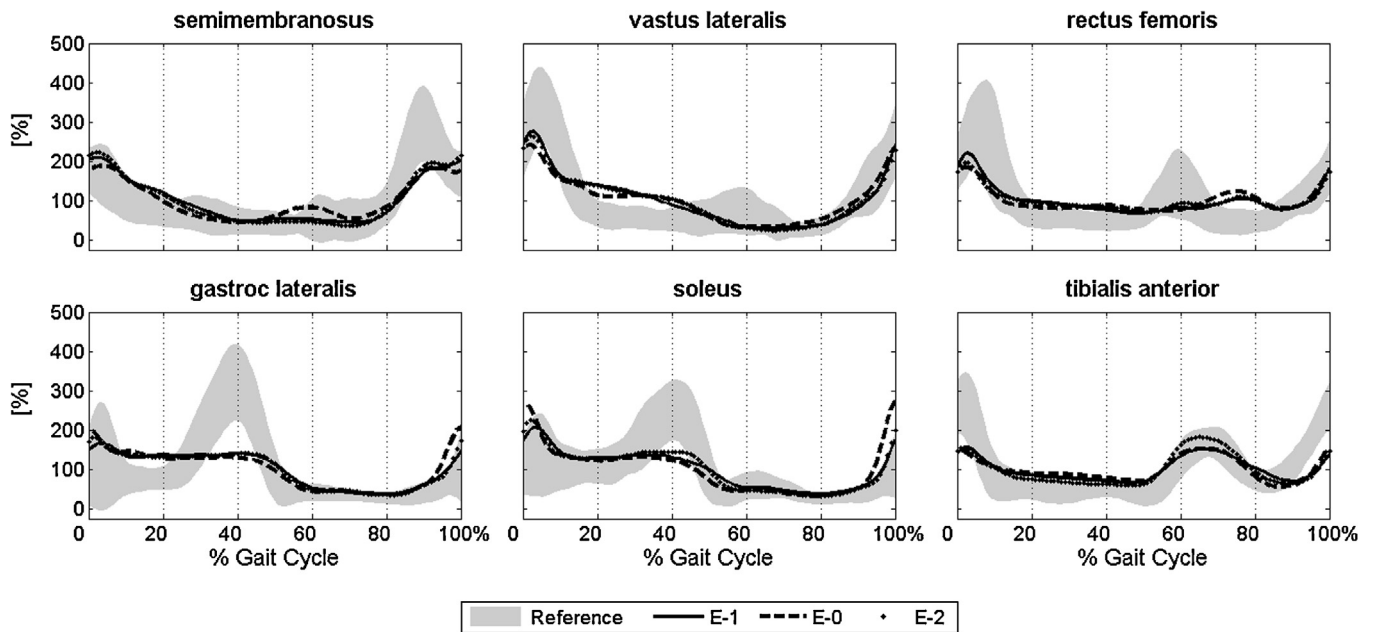 semimembranosus vastus lateralis rectus femoris
500
400
300
200
100
0
[%]
gastroc lateralis soleus tibialis anterior
500
400
300
200
100
0
[%]
0 20 40 60 80 100% 0 20 40 60 80 100% 0 20 40 60 80 100%
% Gait Cycle % Gait Cycle % Gait Cycle
Reference E-1 E-0 E-2